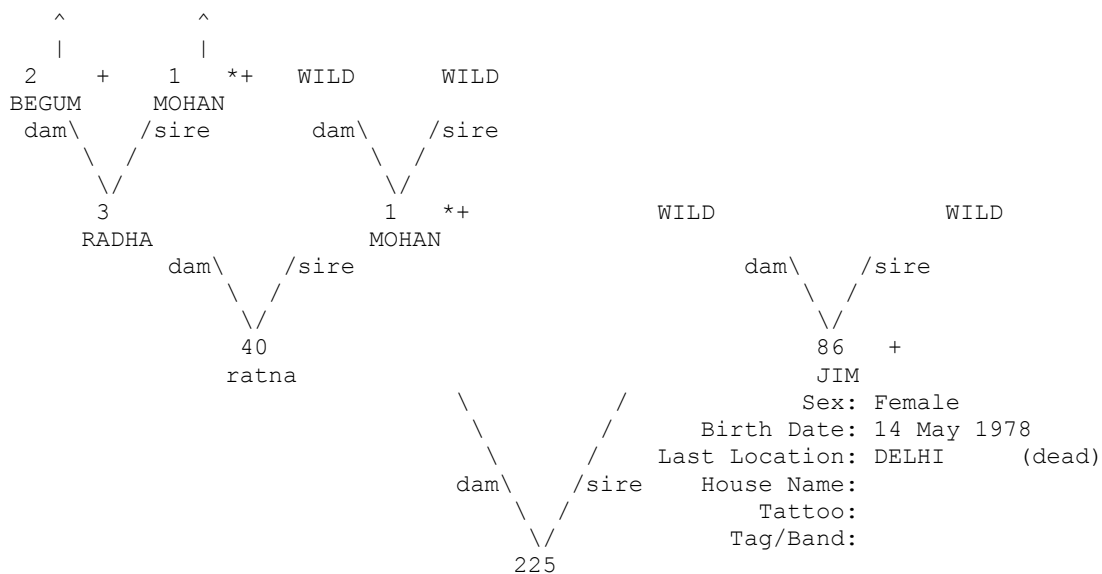 ^ ^
| |
2 + 1 *+ WILD WILD
BEGUM MOHAN
dam\ /sire dam\ /sire
\ / \ /
\/ \/
3 1 *+ WILD WILD
RADHA MOHAN
dam\ /sire dam\ /sire
\ / \ /
\/ \/
40 86 +
ratna JIM
\ / Sex: Female
\ / Birth Date: 14 May 1978
\ / Last Location: DELHI (dead)
dam\ /sire House Name:
\ / Tattoo:
\/ Tag/Band:
225